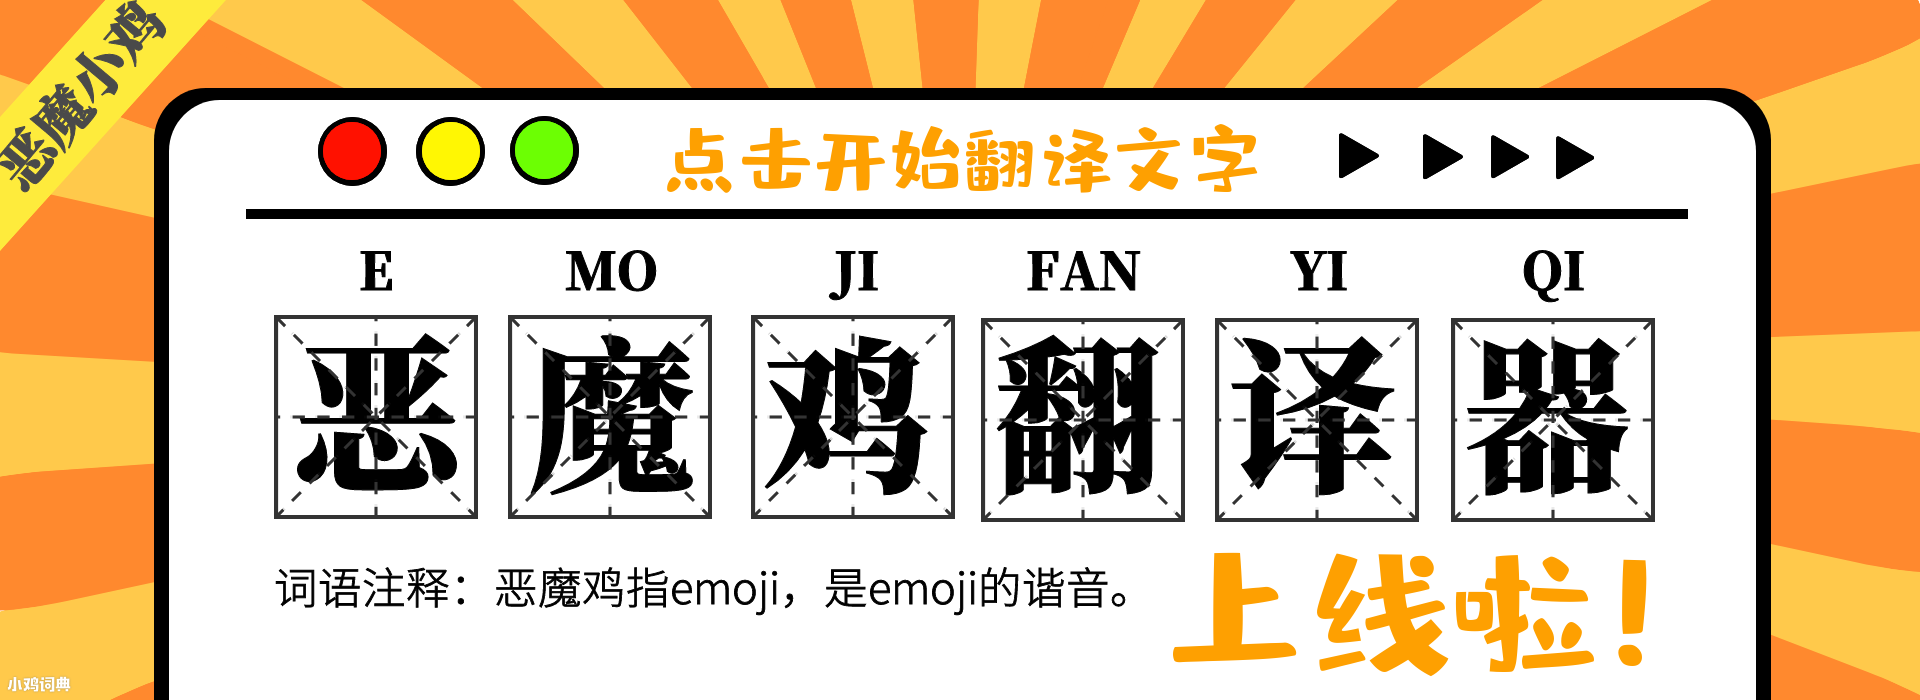 恶魔小鸡
点击开始翻译文字
E MO JI FAN YI QI
恶魔鸡翻译器
词语注释：恶魔鸡指emoji，是emoji的谐音。
上线啦！
小鸡词典